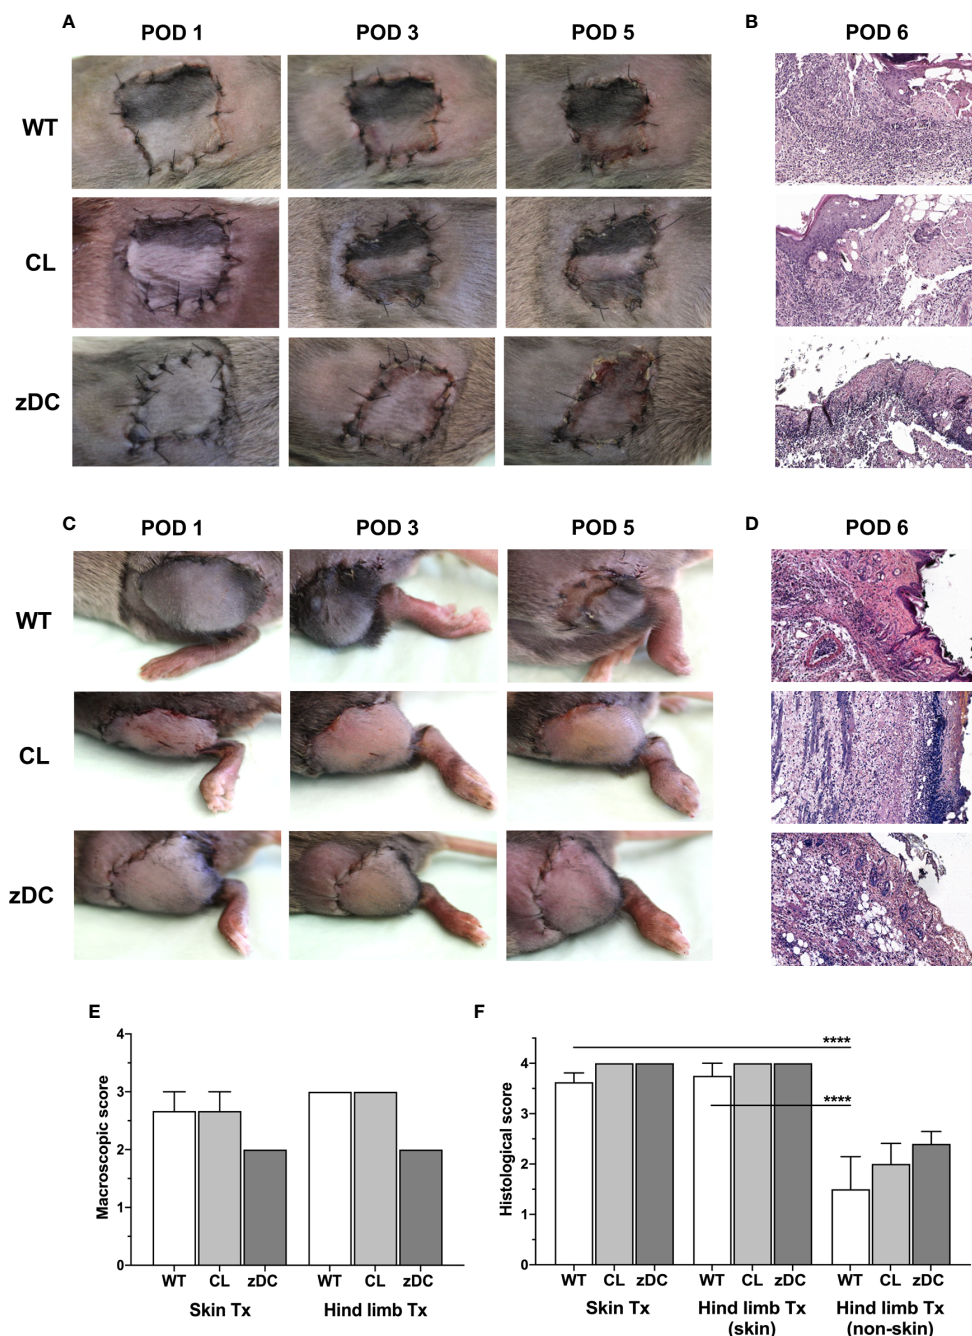 A
POD 1
POD 3
POD 5
B
POD 6
WT
CL
zDC
C
POD 1
POD 3
POD 5
D
POD 6
WT
CL
zDC
E
Macroscopic score
4
3
2
1
0
WT CL zDC WT CL zDC
Skin Tx Hind limb Tx
F
Histological score
4
3
2
1
0
****
****
WT CL zDC WT CL zDC WT CL zDC
Skin Tx Hind limb Tx (skin) Hind limb Tx (non-skin)